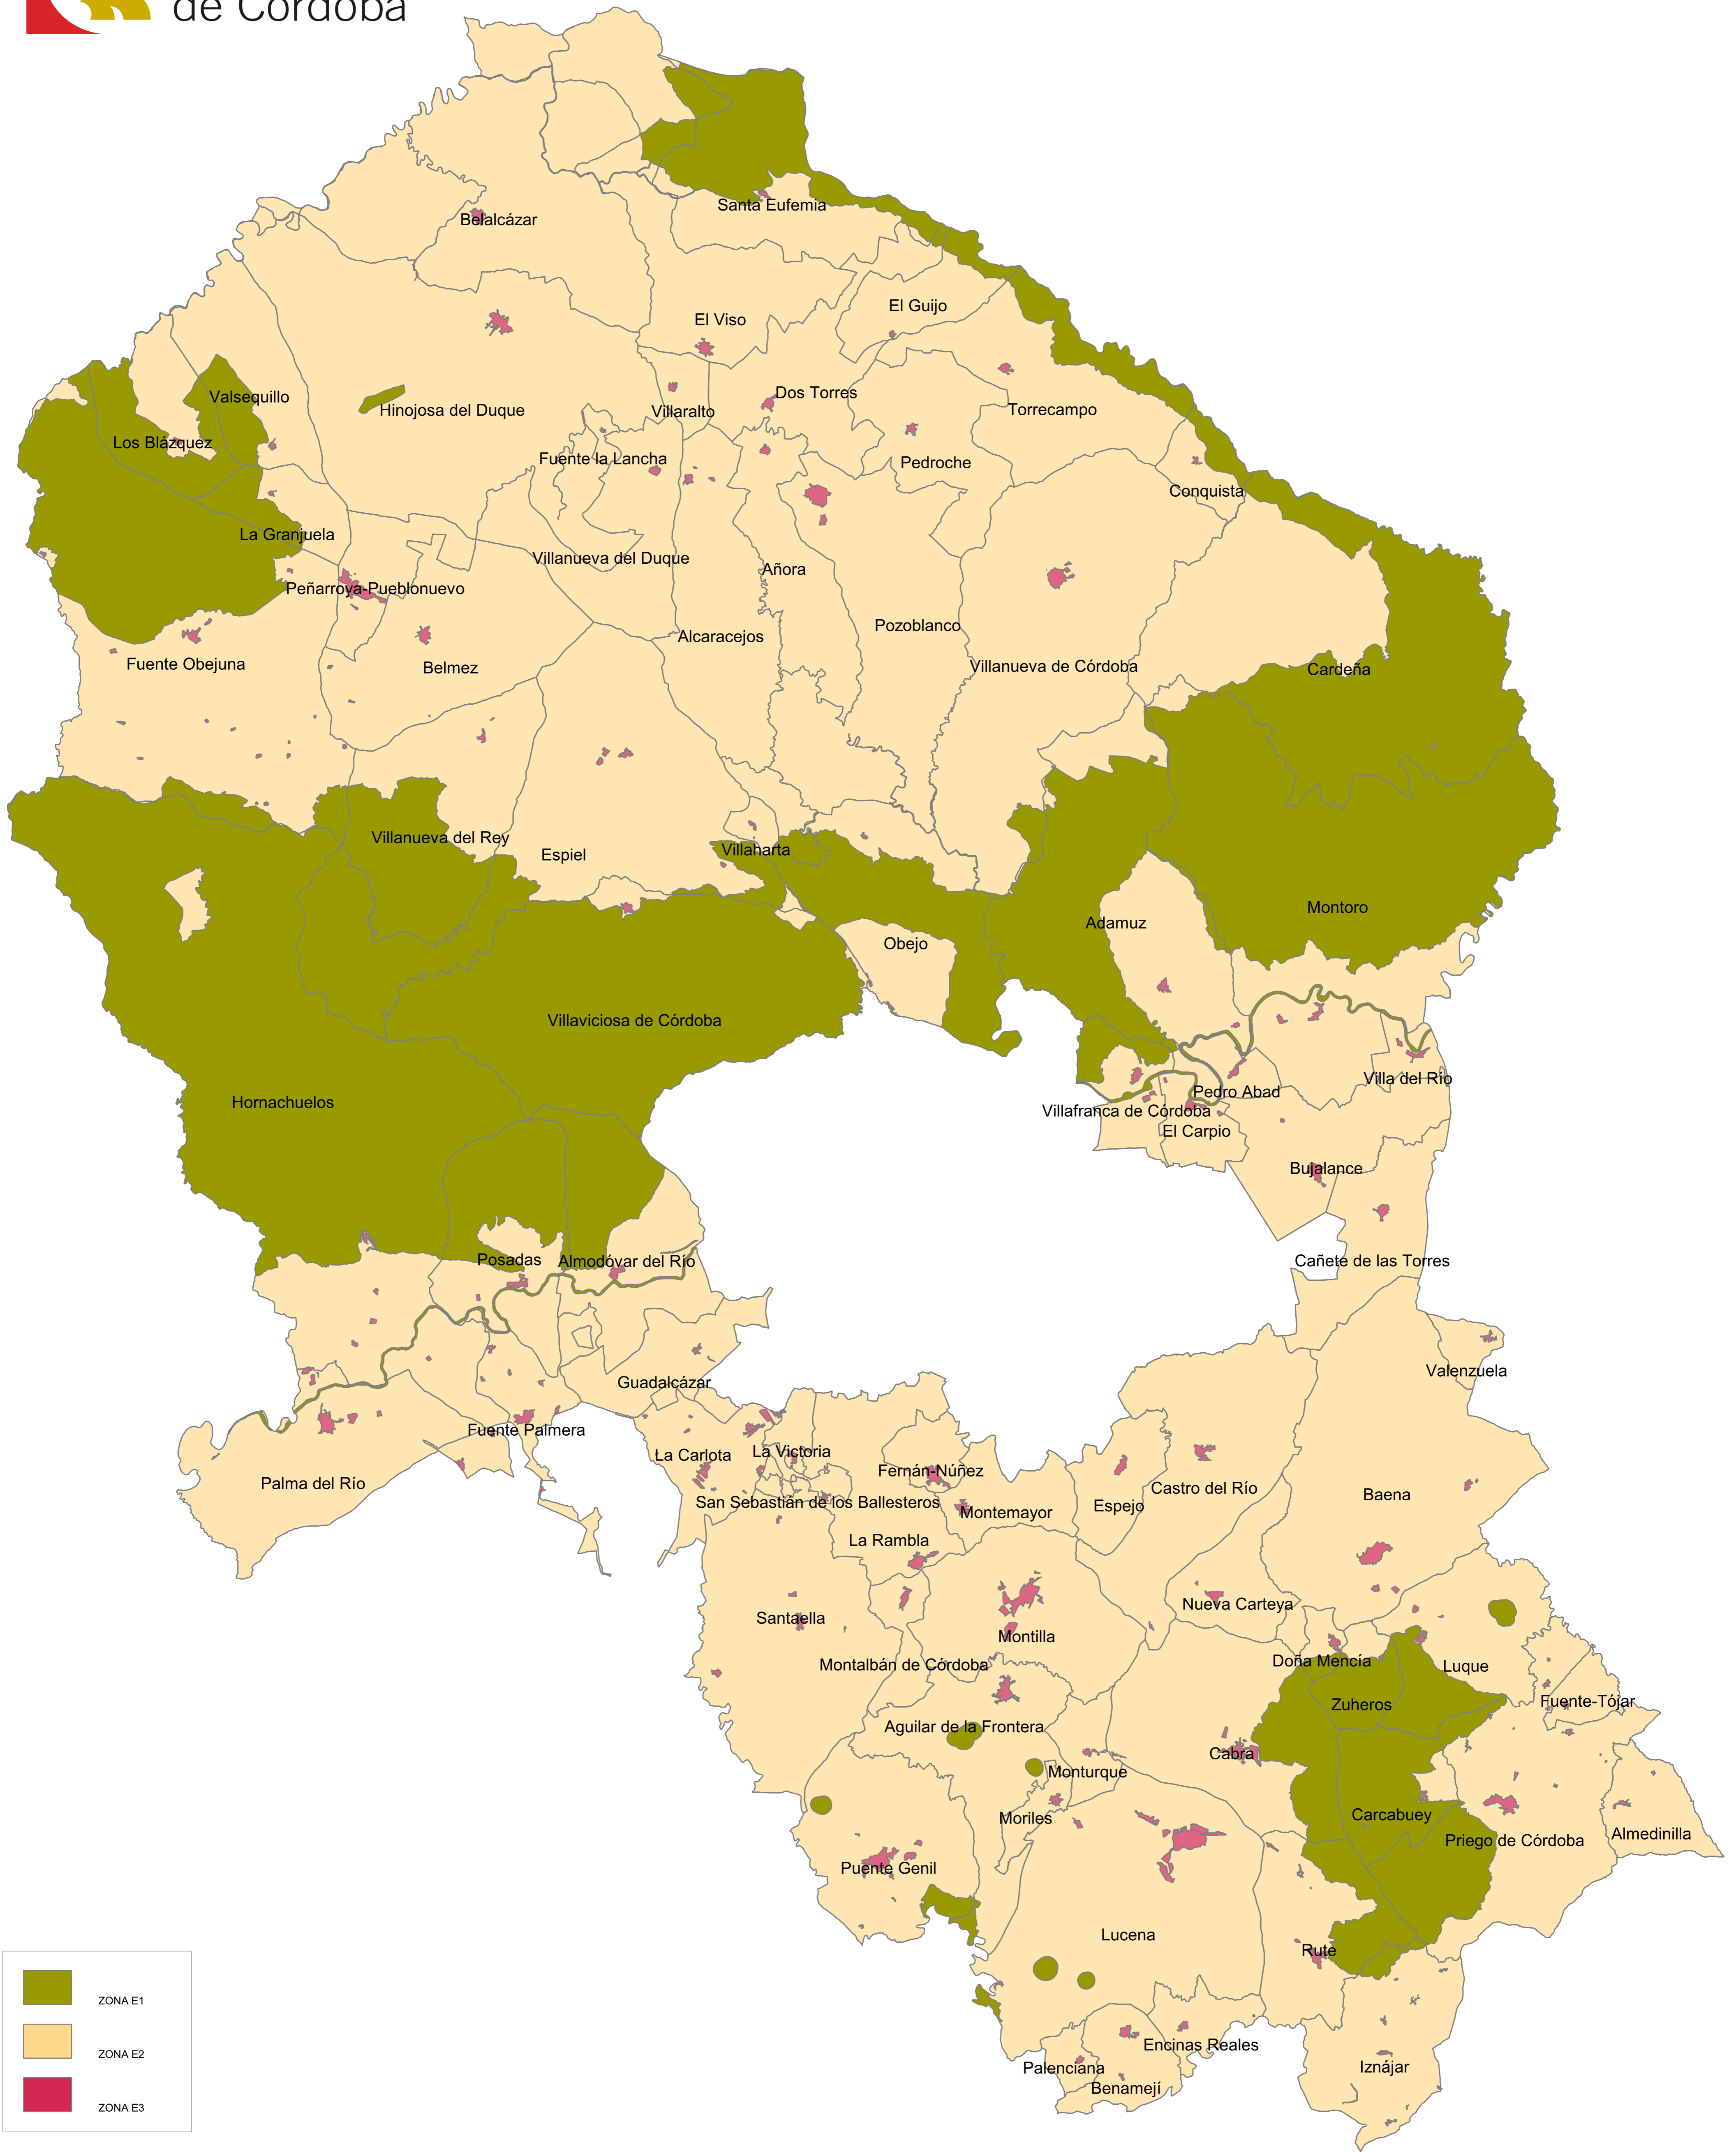 de Córdoba
Santa Eufemia
Belalcázar
El Guijo
El Viso
Dos Torres
Valsequillo
Hinojosa del Duque
Villaralto
Torrecampo
Los Blázquez
Fuente la Lancha
Pedroche
Conquista
La Granjuela
Villanueva del Duque
Añora
Peñarroya-Pueblonuevo
Pozoblanco
Alcaracejos
Fuente Obejuna
Belmez
Villanueva de Córdoba
Cardeña
Villanueva del Rey
Espiel
Villaharta
Montoro
Adamuz
Obejo
Villaviciosa de Córdoba
Villa del Río
Pedro Abad
Hornachuelos
Villafranca de Córdoba
El Carpio
Bujalance
Posadas
Almodóvar del Río
Cañete de las Torres
Valenzuela
Guadalcázar
Fuente Palmera
La Carlota
La Victoria
Fernán-Núñez
Palma del Río
Castro del Río
Baena
San Sebastián de los Ballesteros
Espejo
Montemayor
La Rambla
Nueva Carteya
Santaella
Montilla
Doña Mencía
Montalbán de Córdoba
Luque
Fuente-Tójar
Zuheros
Aguilar de la Frontera
Cabra
Monturque
Carcabuey
Moriles
Almedinilla
Priego de Córdoba
Puente Genil
Lucena
Rute
Encinas Reales
Palenciana
Iznájar
Benamejí
ZONA E1
ZONA E2
ZONA E3